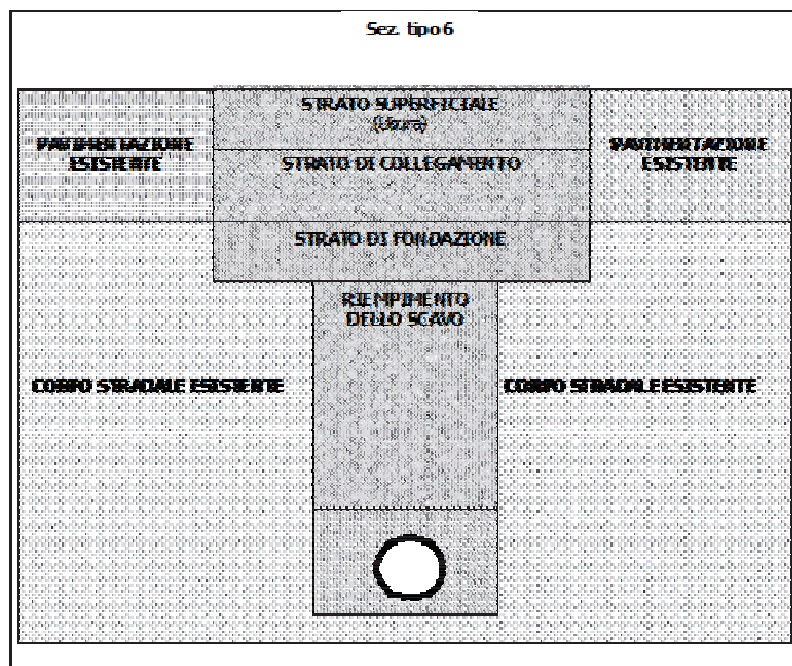 Sez. tipo 6
STRATO SUPERFICIALE
(Usura)
PAVIMENTAZIONE
ESISTENTE
STRATO DI COLLEGAMENTO
PAVIMENTAZIONE
ESISTENTE
STRATO DI FONDAZIONE
RIEMPIMENTO
DELLO SCAVO
CORPO STRADALE ESISTENTE
CORPO STRADALE ESISTENTE